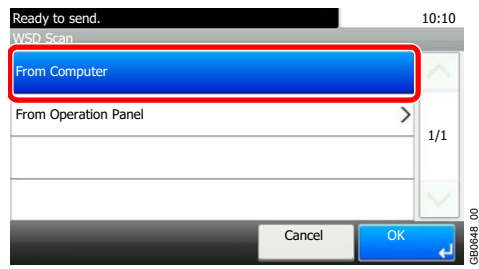 Ready to send. 10:10
WSD Scan
From Computer
From Operation Panel
1/1
Cancel OK
GB0648_00